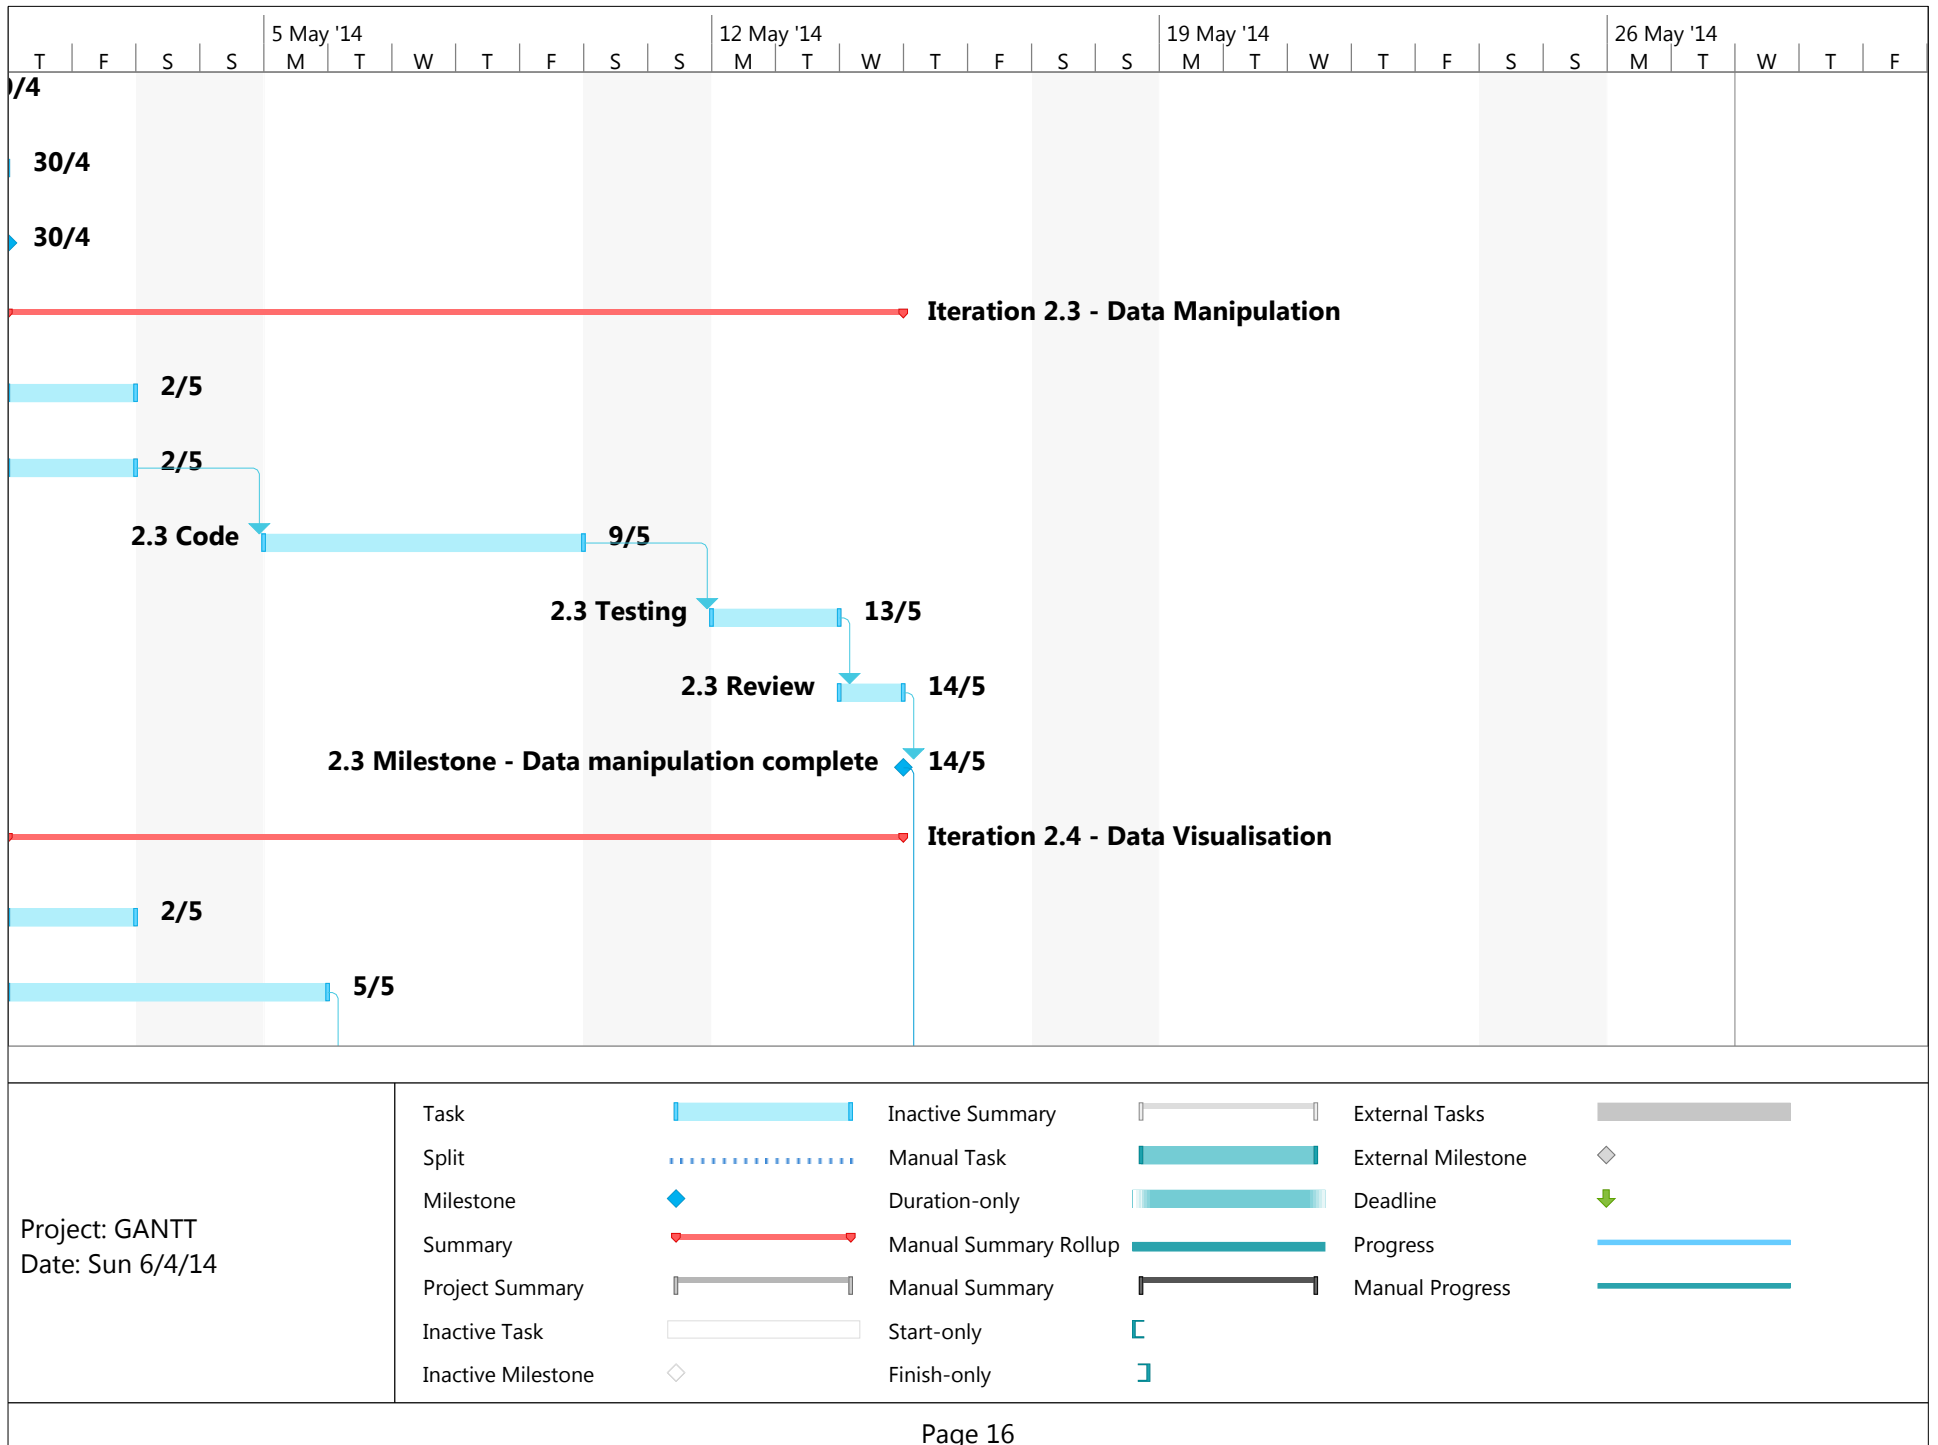 5 May '14 12 May '14 19 May '14 26 May '14
T F S S M T W T F S S M T W T F S S M T W T F S S M T W T F
/4
30/4
30/4
Iteration 2.3 - Data Manipulation
2/5
2/5
2.3 Code 9/5
2.3 Testing 13/5
2.3 Review 14/5
2.3 Milestone - Data manipulation complete 14/5
Iteration 2.4 - Data Visualisation
2/5
5/5
Project: GANTT
Date: Sun 6/4/14
Task Inactive Summary External Tasks
Split Manual Task External Milestone
Milestone Duration-only Deadline
Summary Manual Summary Rollup Progress
Project Summary Manual Summary Manual Progress
Inactive Task Start-only
Inactive Milestone Finish-only
Page 16